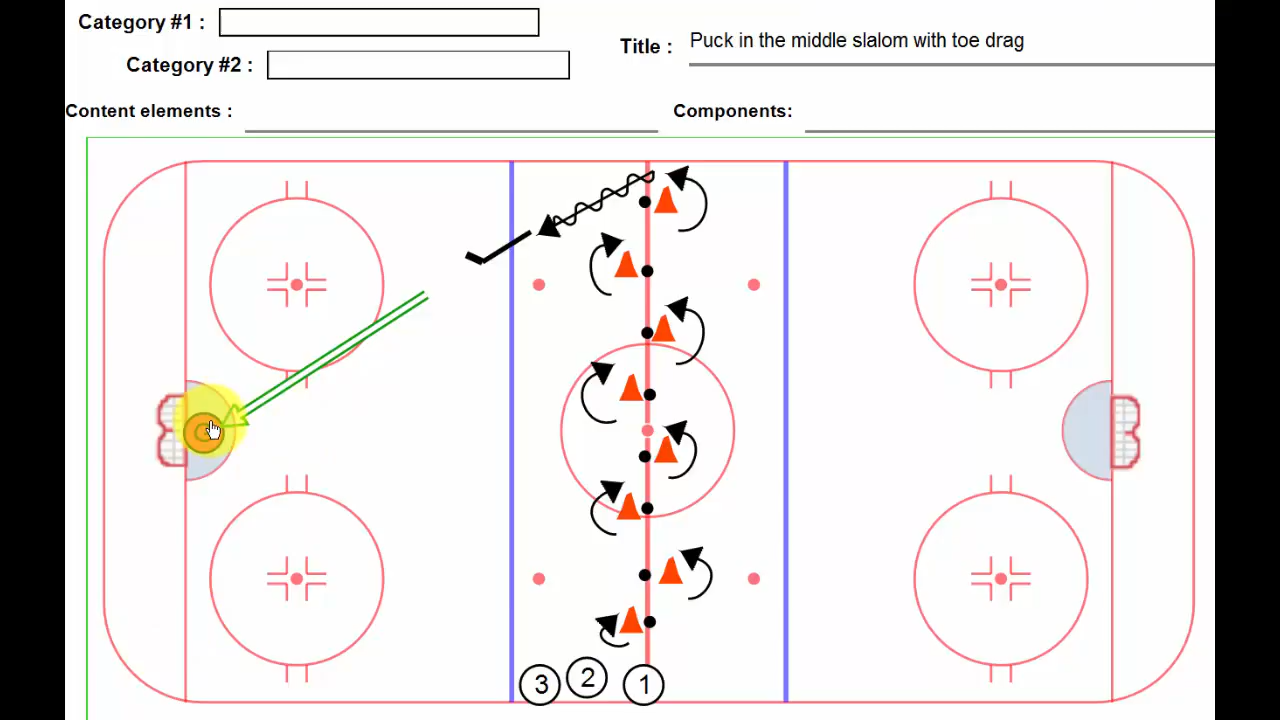 Category #1 :
Title : Puck in the middle slalom with toe drag
Category #2 :
Content elements :
Components:
3 2 1